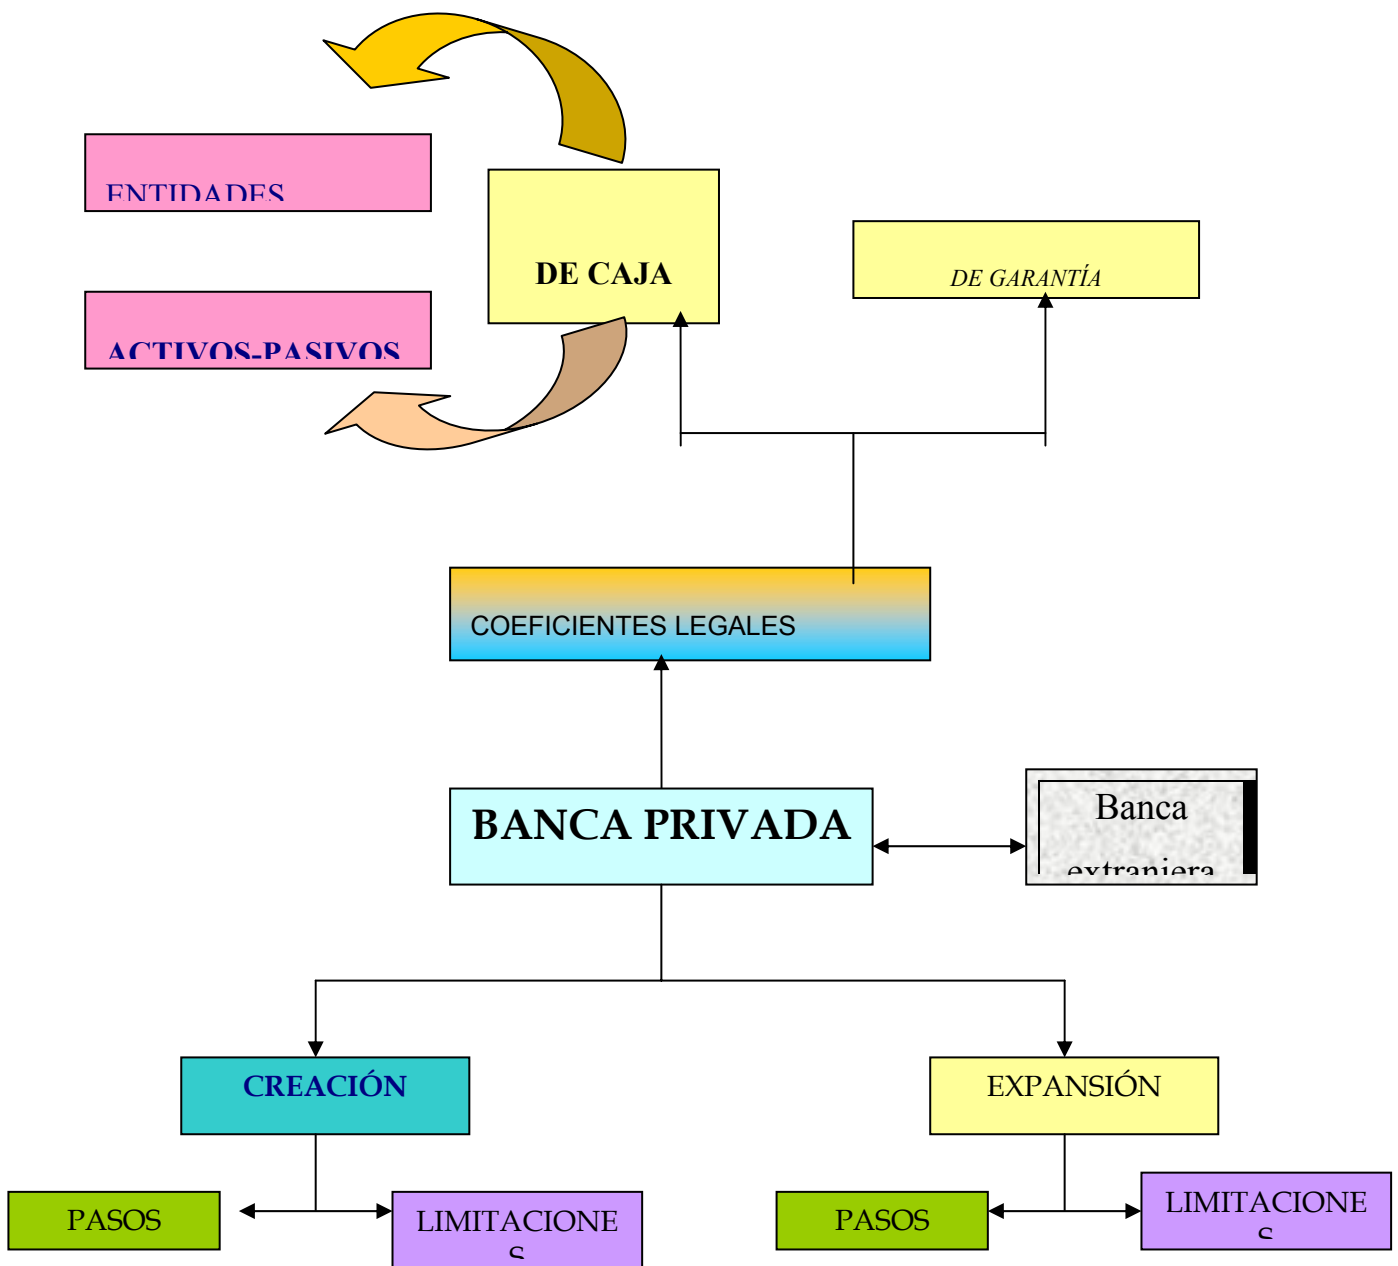 ENTIDADES
DE CAJA
DE GARANTÍA
ACTIVOS-PASIVOS
COEFICIENTES LEGALES
BANCA PRIVADA
Banca
extranjera
CREACIÓN
EXPANSIÓN
PASOS
LIMITACIONE
S
PASOS
LIMITACIONE
S